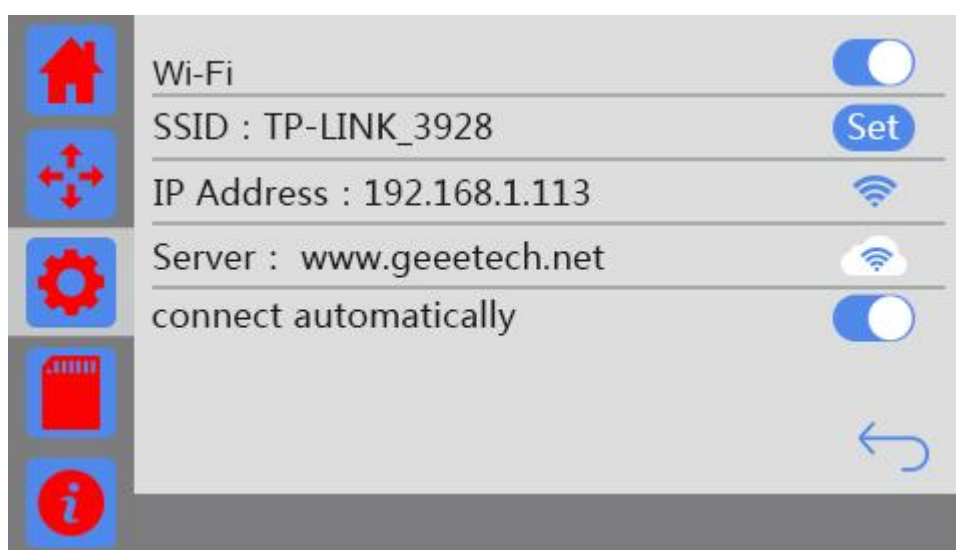 Wi-Fi
SSID : TP-LINK_3928 Set
IP Address : 192.168.1.113
Server : www.geeetech.net
connect automatically
i